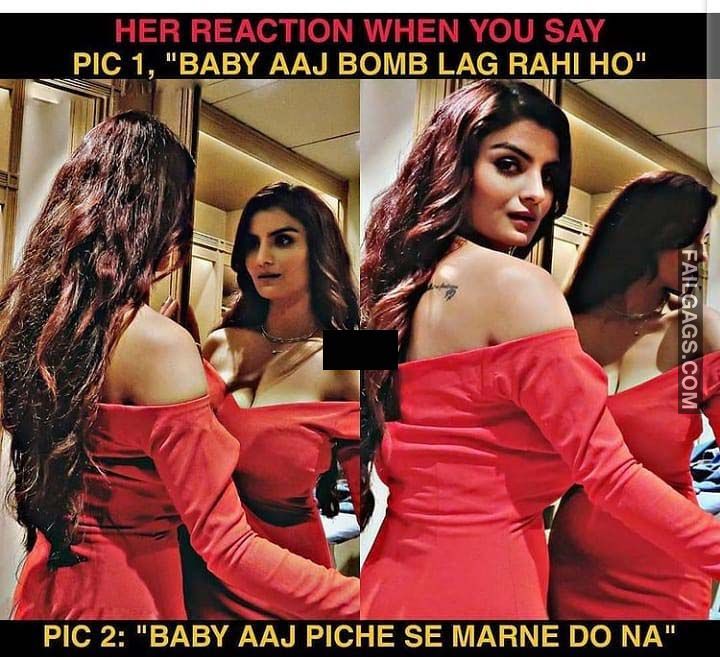 HER REACTION WHEN YOU SAY
PIC 1, "BABY AAJ BOMB LAG RAHI HO"
FAILGAGS.COM
PIC 2: "BABY AAJ PICHE SE MARNE DO NA"